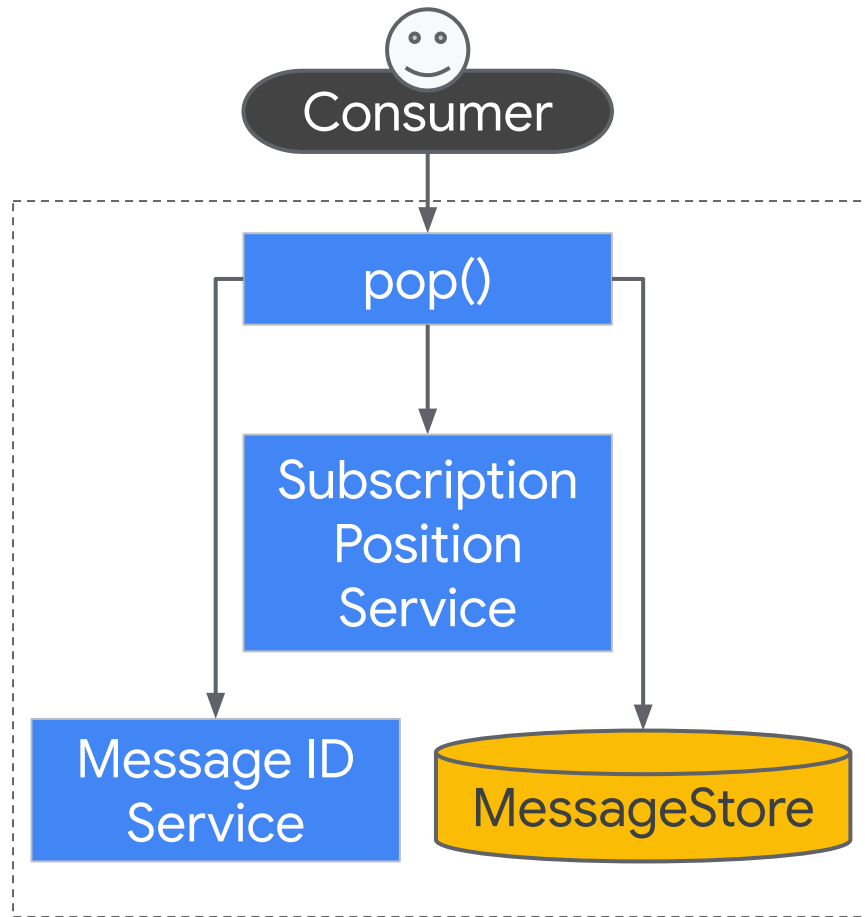 Consumer
pop()
Subscription
Position
Service
Message ID
Service
MessageStore